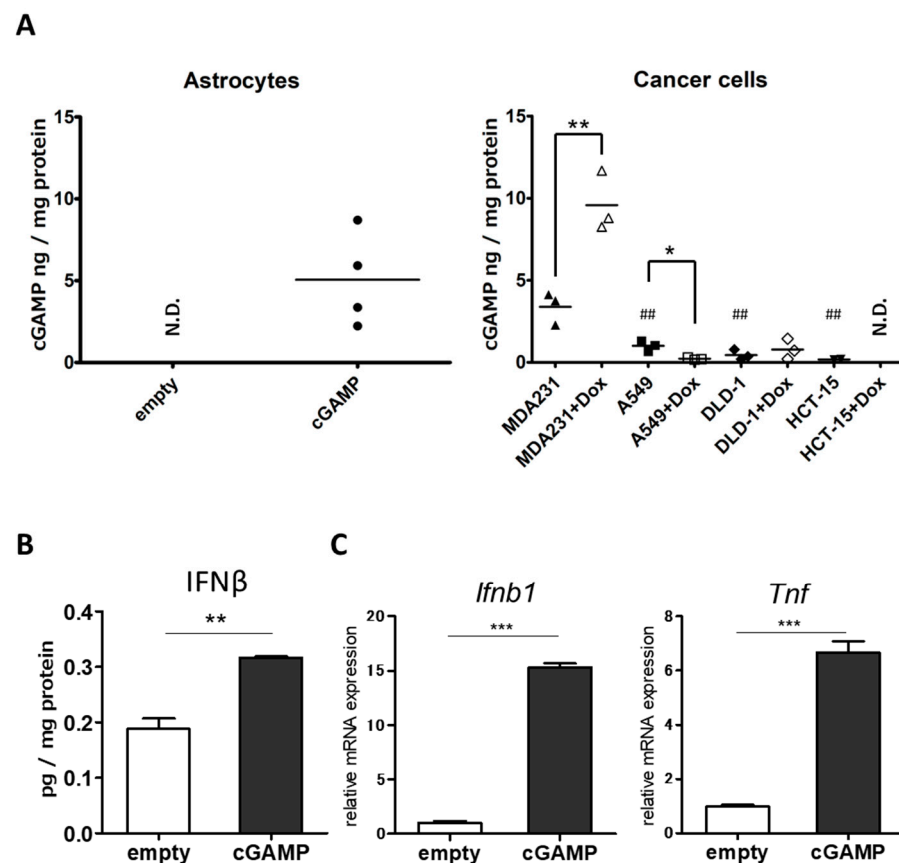 A
Astrocytes
cGAMP ng / mg protein
15
10
5
0
N.D.
empty
cGAMP
Cancer cells
cGAMP ng / mg protein
15
10
5
0
**
*
##
##
##
N.D.
MDA231
MDA231+Dox
A549
A549+Dox
DLD-1
DLD-1+Dox
HCT-15
HCT-15+Dox
B
IFNβ
pg / mg protein
0.4
0.3
0.2
0.1
0.0
**
empty
cGAMP
C
Ifnb1
relative mRNA expression
20
15
10
5
0
***
empty
cGAMP
Tnf
relative mRNA expression
8
6
4
2
0
***
empty
cGAMP